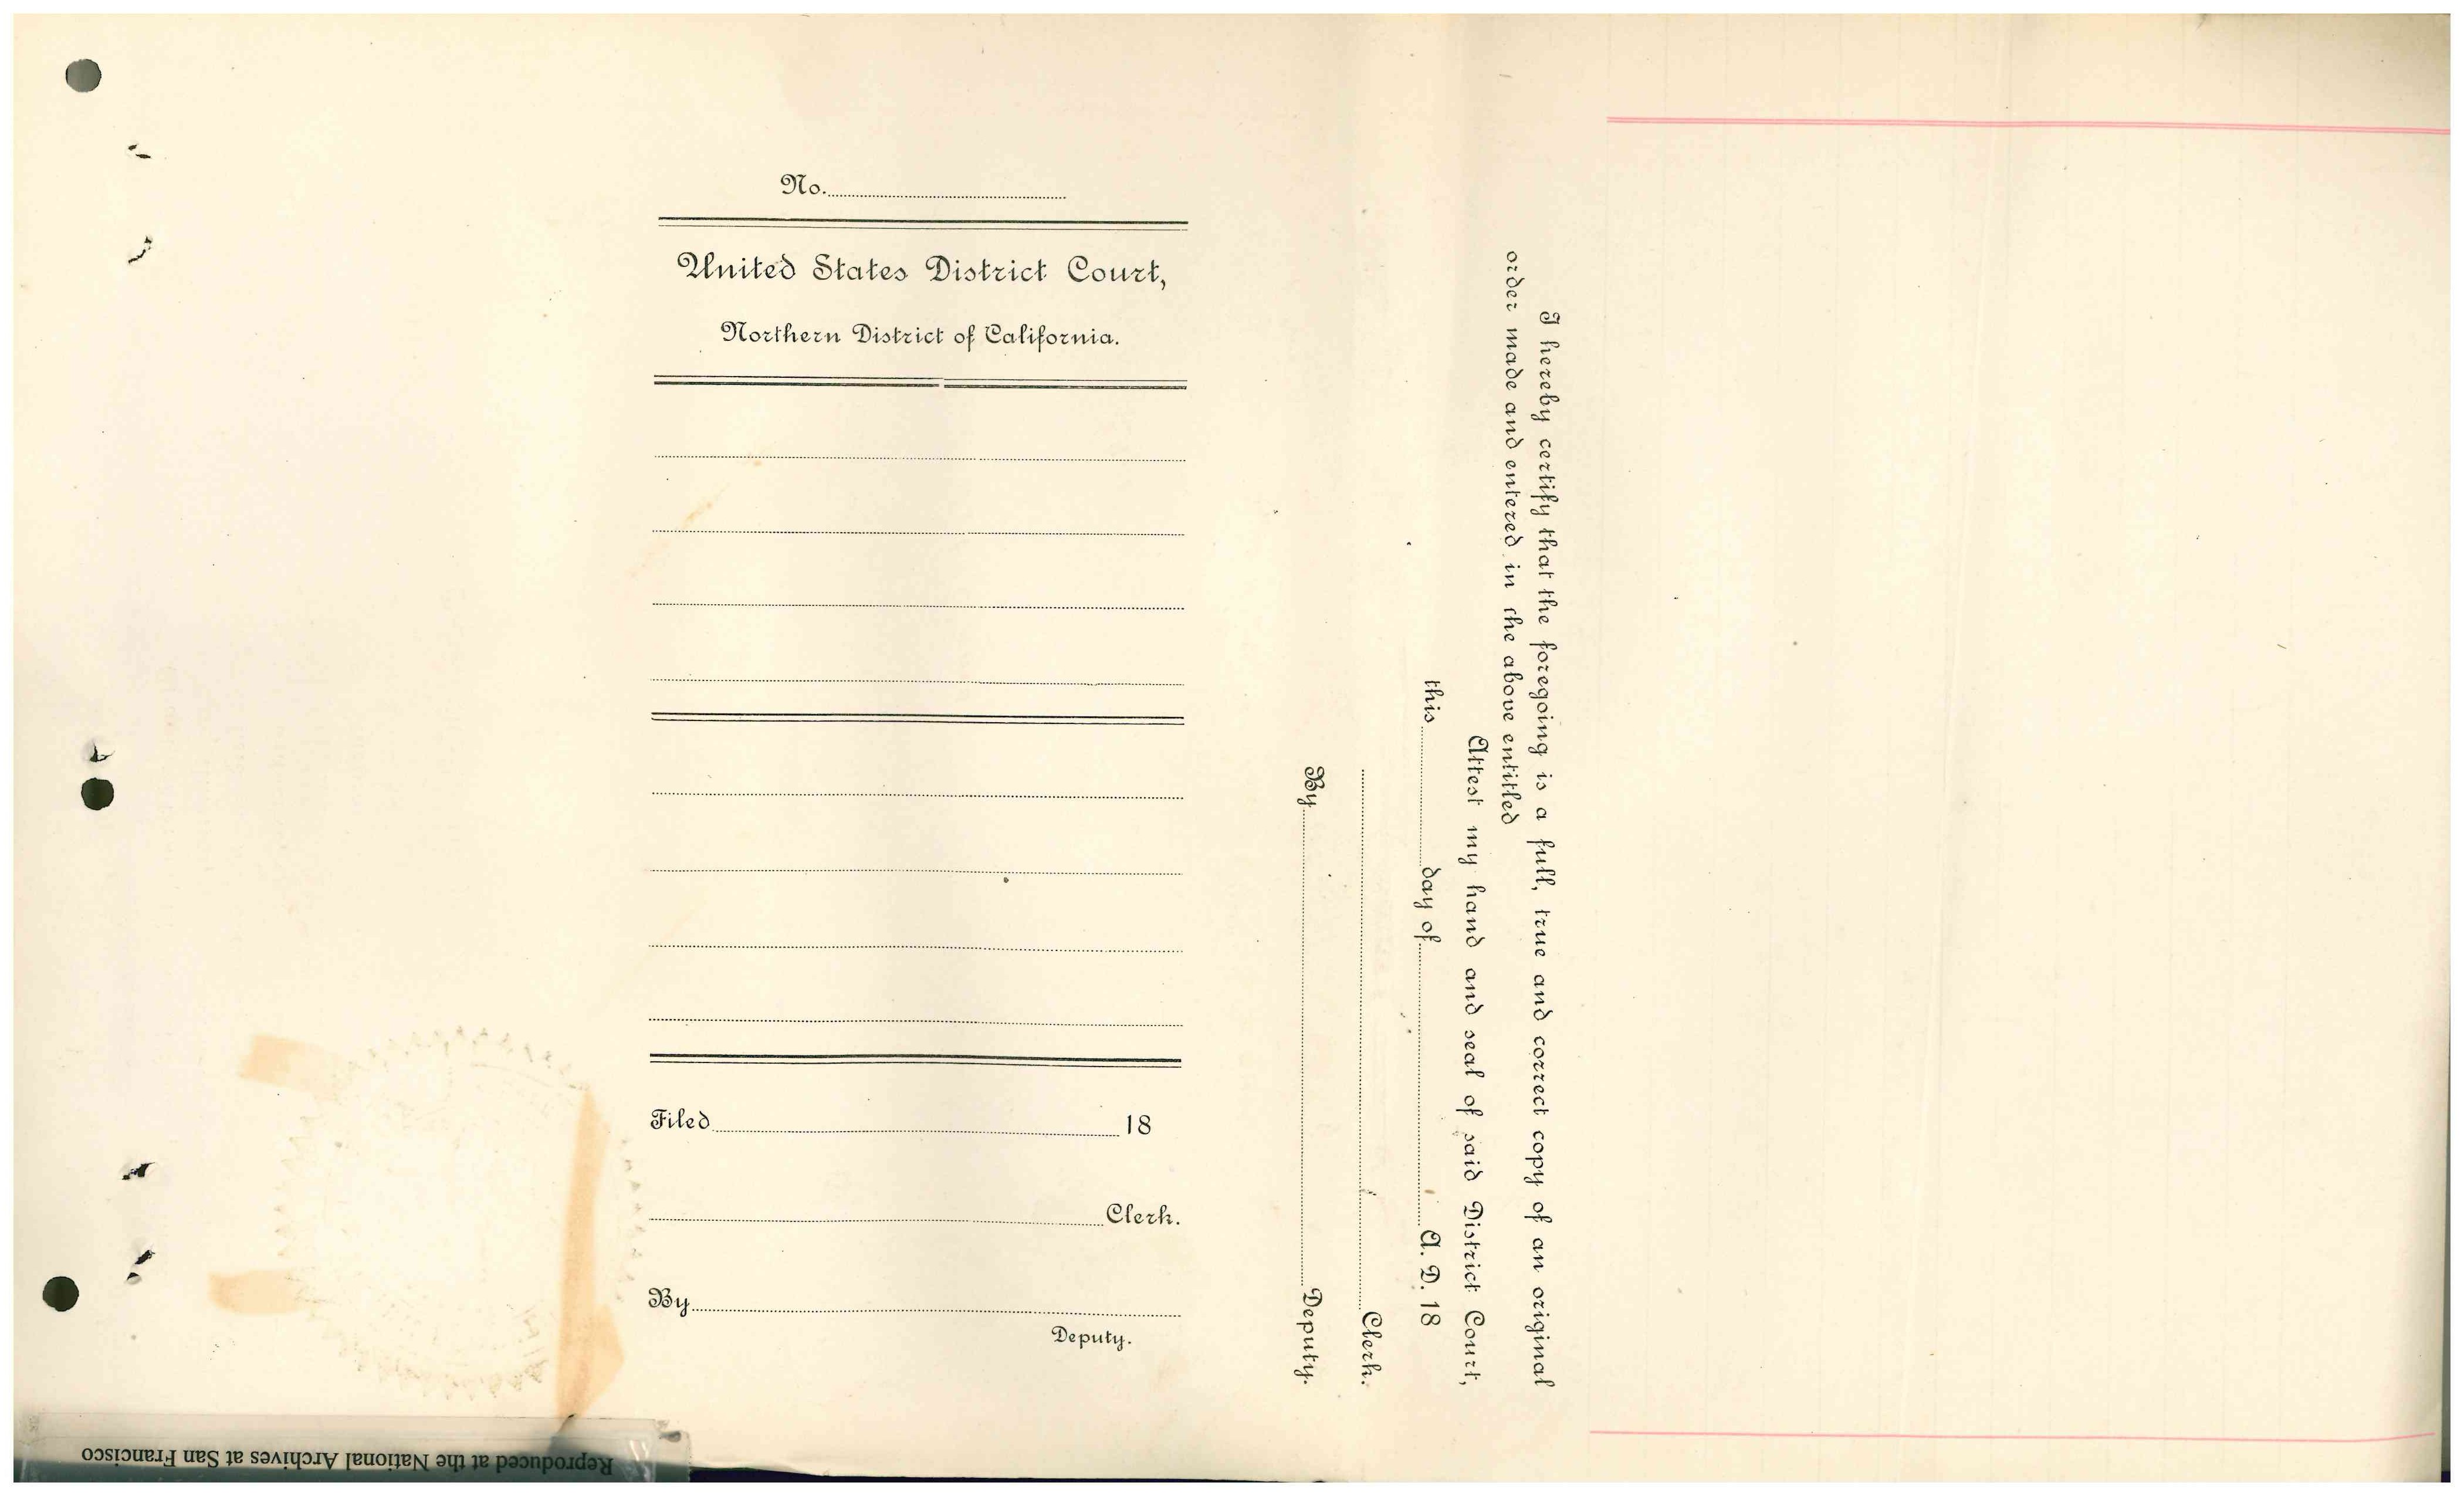 No.
United States District Court,
Northern District of California.
Filed 18
Clerk.
By
Deputy.
I hereby certify that the foregoing is a full, true and correct copy of an original
order made and entered in the above entitled
Attest my hand and seal of said District Court,
this day of A. D. 18
Clerk.
By Deputy.
Reproduced at the National Archives at San Francisco